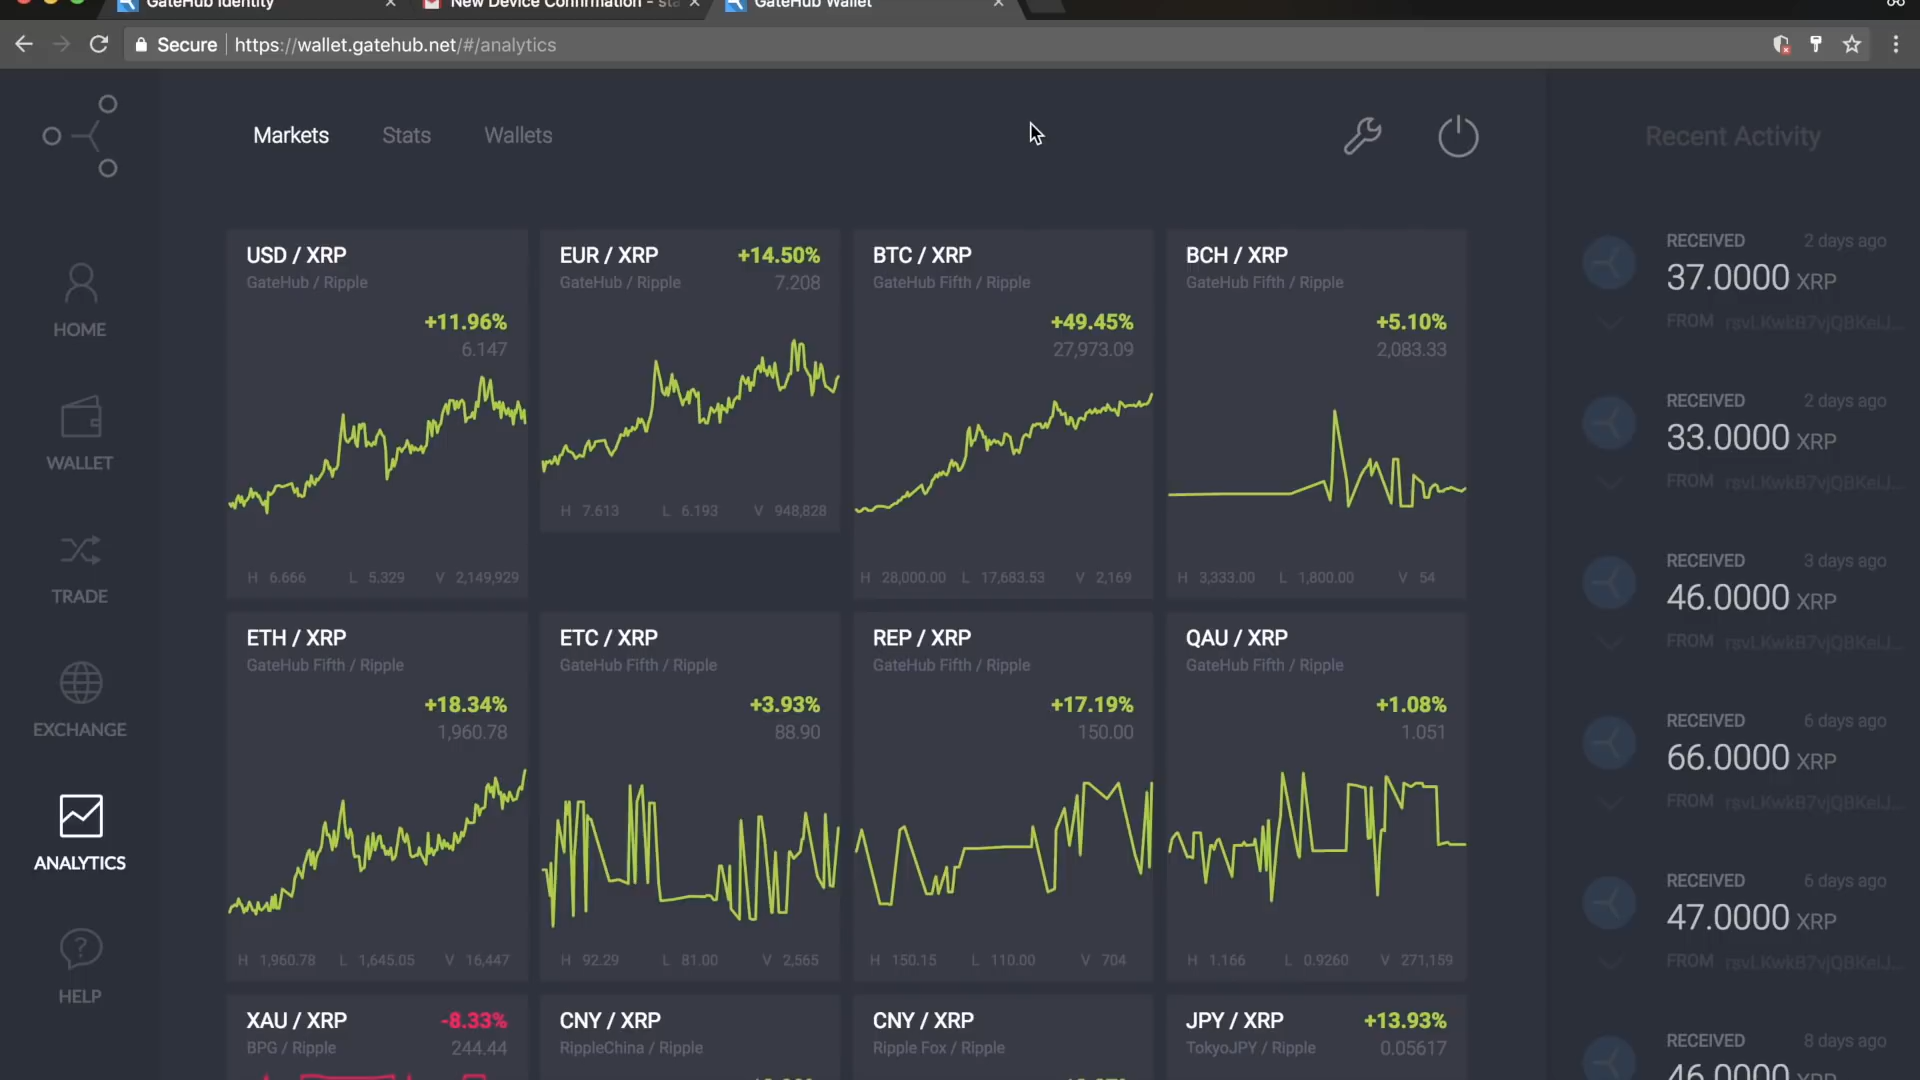 GateHub Identity
New Device Confirmation - sta
GateHub Wallet
Secure
https://wallet.gatehub.net/#/analytics
Markets
Stats
Wallets
Recent Activity
HOME
WALLET
TRADE
EXCHANGE
ANALYTICS
HELP
USD / XRP
GateHub / Ripple
+11.96%
6.147
H 6.666 L 5.329 V 2,149,929
EUR / XRP +14.50%
GateHub / Ripple 7.208
H 7.613 L 6.193 V 948,828
BTC / XRP
GateHub Fifth / Ripple
+49.45%
27,973.09
H 28,000.00 L 17,683.53 V 2,169
BCH / XRP
GateHub Fifth / Ripple
+5.10%
2,083.33
H 3,333.00 L 1,800.00 V 54
ETH / XRP
GateHub Fifth / Ripple
+18.34%
1,960.78
H 1,960.78 L 1,645.05 V 16,447
ETC / XRP
GateHub Fifth / Ripple
+3.93%
88.90
H 92.29 L 81.00 V 2,565
REP / XRP
GateHub Fifth / Ripple
+17.19%
150.00
H 150.15 L 110.00 V 704
QAU / XRP
GateHub Fifth / Ripple
+1.08%
1.051
H 1.166 L 0.9260 V 271,159
XAU / XRP -8.33%
BPG / Ripple 244.44
CNY / XRP
RippleChina / Ripple
CNY / XRP
Ripple Fox / Ripple
JPY / XRP +13.93%
TokyoJPY / Ripple 0.05617
RECEIVED 2 days ago
37.0000 XRP
FROM
RECEIVED 2 days ago
33.0000 XRP
FROM
RECEIVED 3 days ago
46.0000 XRP
FROM
RECEIVED 6 days ago
66.0000 XRP
FROM
RECEIVED 6 days ago
47.0000 XRP
FROM
RECEIVED 8 days ago
46.0000 XRP